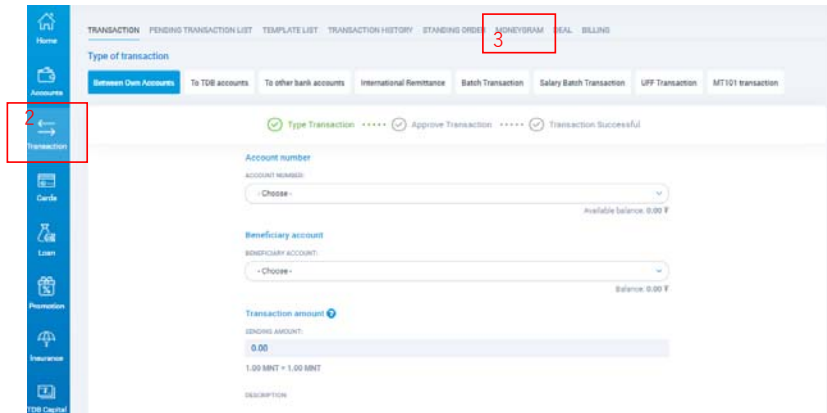 Home
Accounts
2
Transaction
Cards
Loan
Promotion
Insurance
TDB Capital
TRANSACTION PENDING TRANSACTION LIST TEMPLATE LIST TRANSACTION HISTORY STANDING ORDER MONEYGRAM DEAL BILLING
3
Type of transaction
Between Own Accounts To TDB accounts To other bank accounts International Remittance Batch Transaction Salary Batch Transaction UFF Transaction MT101 transaction
Type Transaction ····· Approve Transaction ····· Transaction Successful
Account number
ACCOUNT NUMBER:
- Choose -
Available balance: 0.00 ₮
Beneficiary account
BENEFICIARY ACCOUNT:
- Choose -
Balance: 0.00 ₮
Transaction amount ?
SENDING AMOUNT:
0.00
1.00 MNT = 1.00 MNT
DESCRIPTION